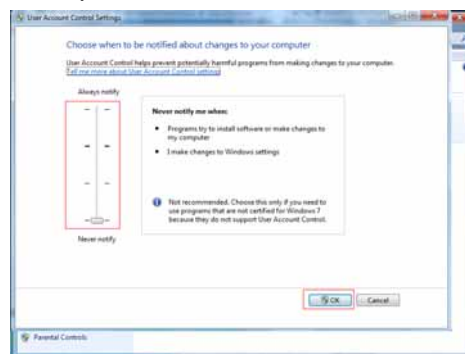 User Account Control Settings
Choose when to be notified about changes to your computer
User Account Control helps prevent potentially harmful programs from making changes to your computer.
Tell me more about User Account Control settings
Always notify
Never notify me when:
Programs try to install software or make changes to
my computer
I make changes to Windows settings
Not recommended. Choose this only if you need to
use programs that are not certified for Windows 7
because they do not support User Account Control.
Never notify
OK
Cancel
Parental Controls